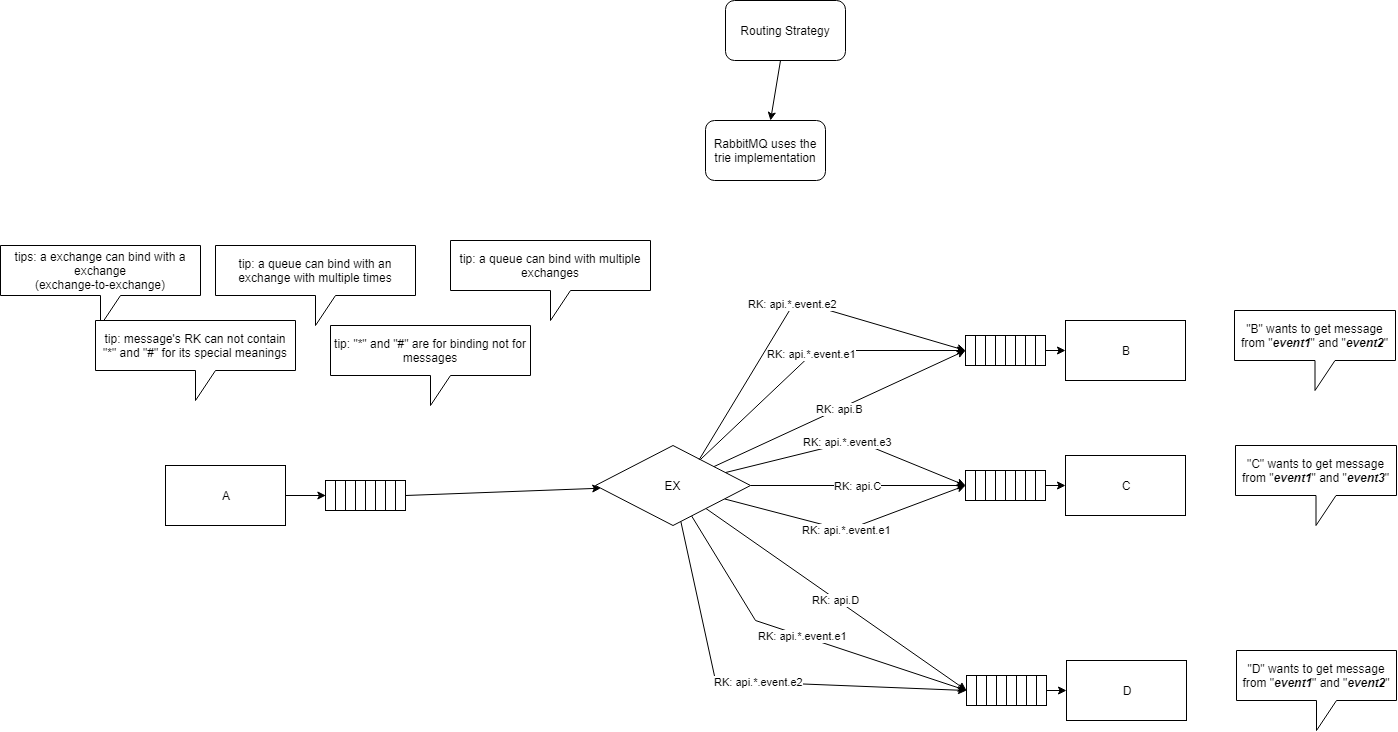 Routing Strategy
RabbitMQ uses the
trie implementation
tips: a exchange can bind with a
exchange
(exchange-to-exchange)
tip: a queue can bind with an
exchange with multiple times
tip: a queue can bind with multiple
exchanges
tip: message's RK can not contain
"*" and "#" for its special meanings
tip: "*" and "#" are for binding not for
messages
RK: api.*.event.e2
RK: api.*.event.e1
RK: api.B
B
"B" wants to get message
from "event1" and "event2"
A
EX
RK: api.*.event.e3
RK: api.C
RK: api.*.event.e1
C
"C" wants to get message
from "event1" and "event3"
RK: api.D
RK: api.*.event.e1
RK: api.*.event.e2
D
"D" wants to get message
from "event1" and "event2"